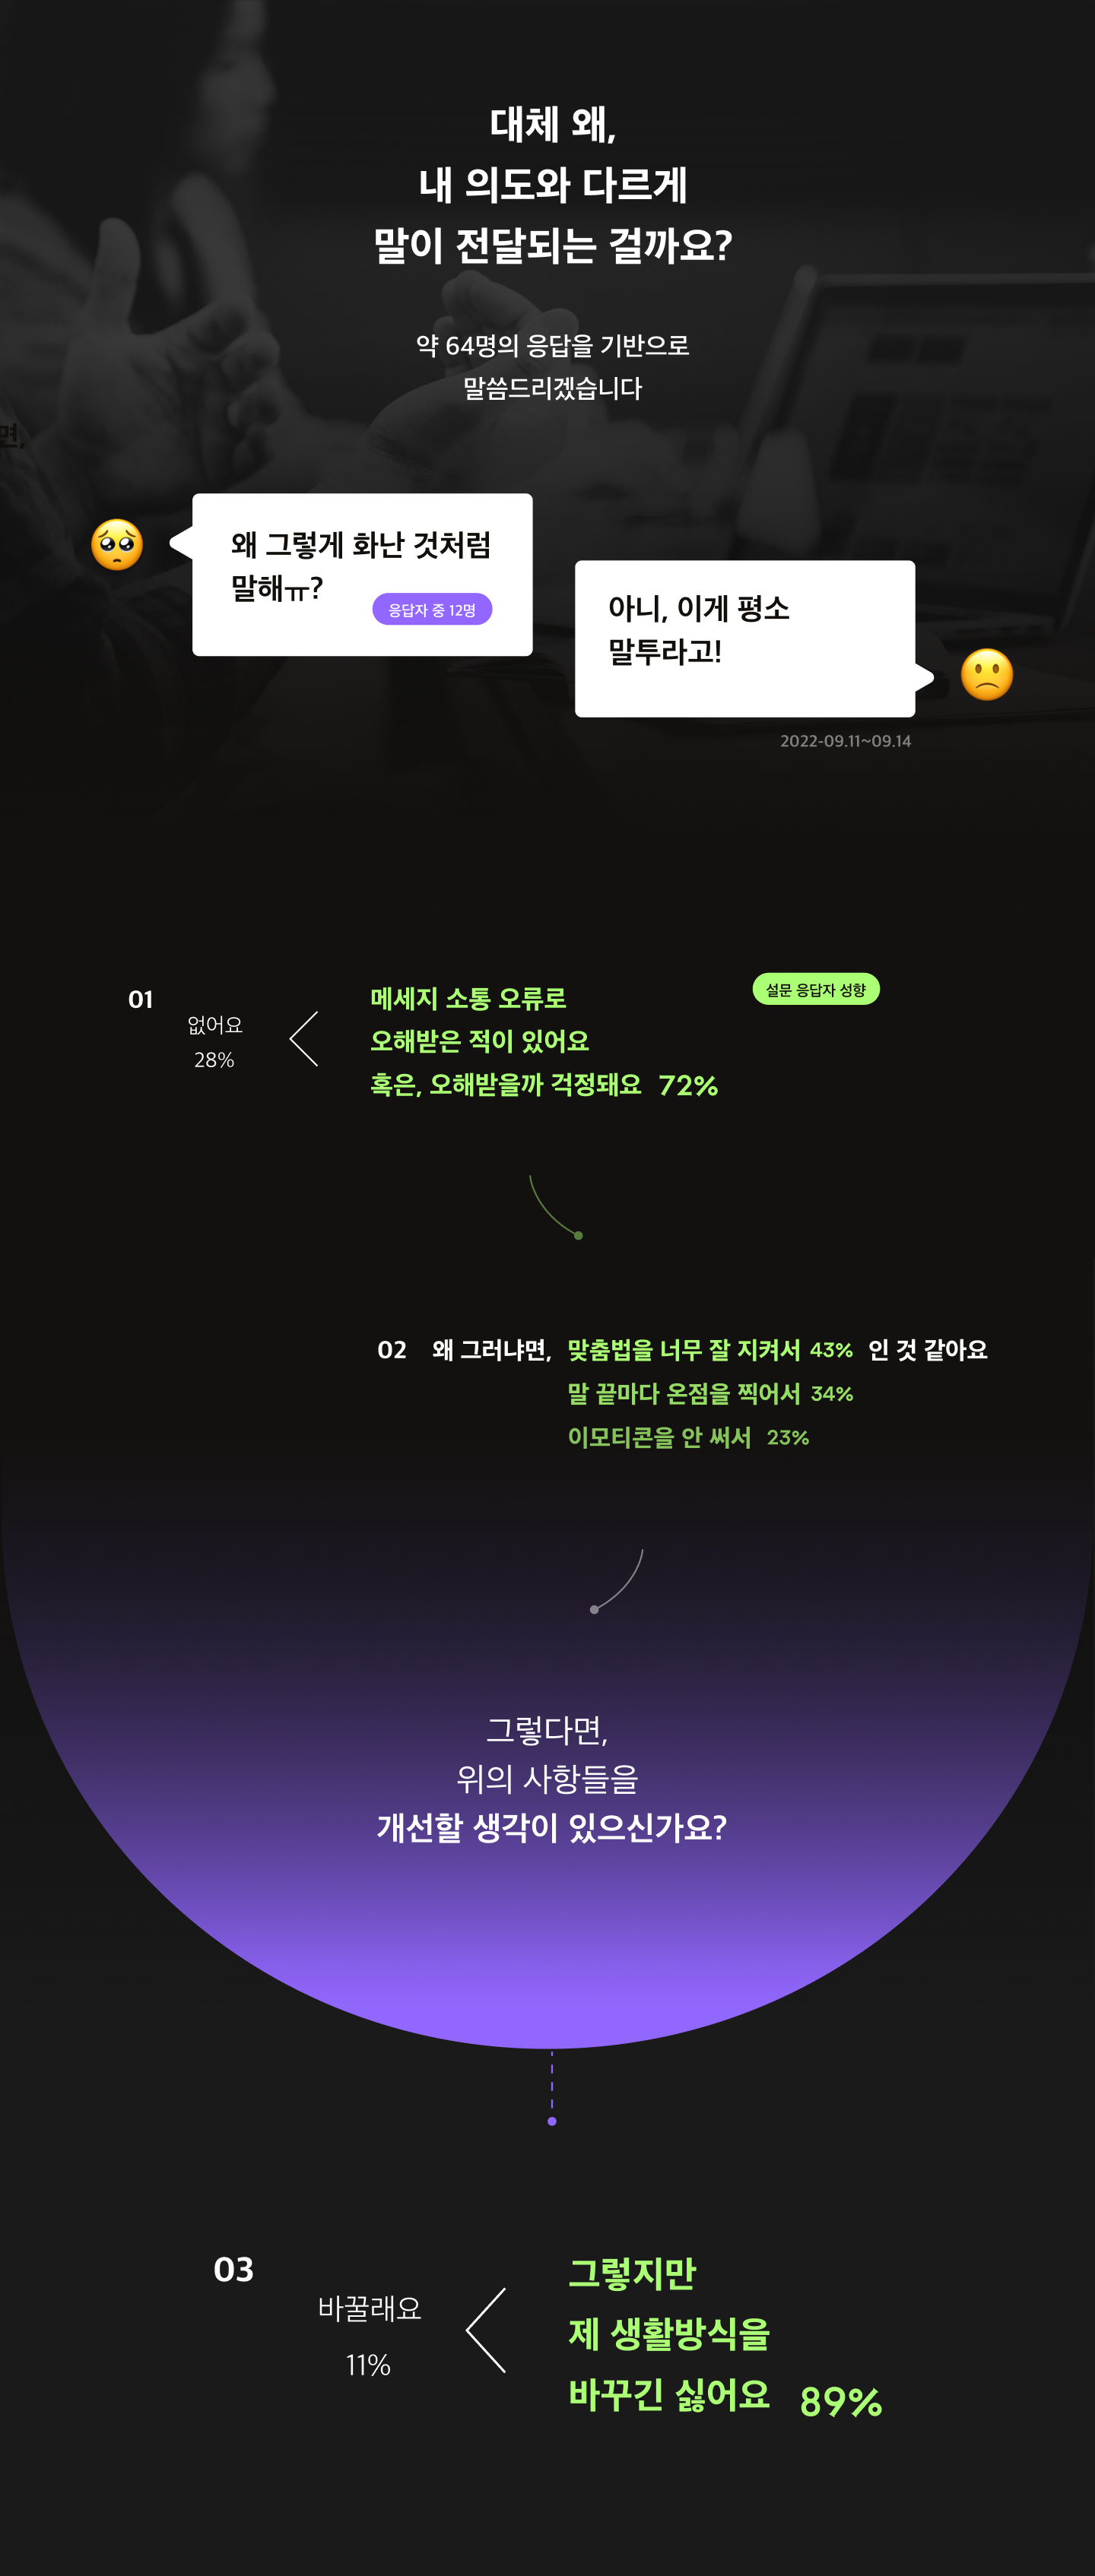 대체 왜,
내 의도와 다르게
말이 전달되는 걸까요?
약 64명의 응답을 기반으로
말씀드리겠습니다
면,
왜 그렇게 화난 것처럼
말해ㅠ?
응답자 중 12명
아니, 이게 평소
말투라고!
2022-09.11~09.14
01
없어요
28%
메세지 소통 오류로
오해받은 적이 있어요
혹은, 오해받을까 걱정돼요 72%
설문 응답자 성향
02 왜 그러냐면, 맞춤법을 너무 잘 지켜서 43% 인 것 같아요
말 끝마다 온점을 찍어서 34%
이모티콘을 안 써서 23%
그렇다면,
위의 사항들을
개선할 생각이 있으신가요?
03
바꿀래요
11%
그렇지만
제 생활방식을
바꾸긴 싫어요 89%